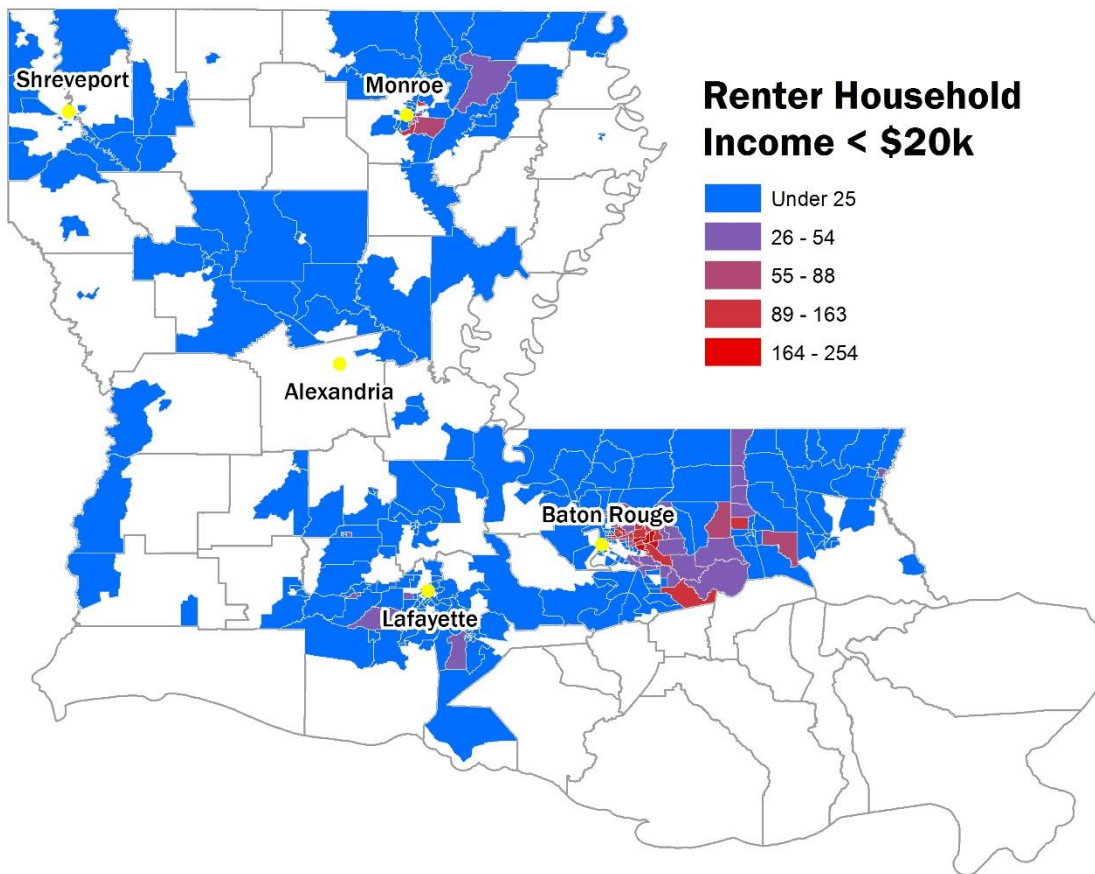 Shreveport
Monroe
Renter Household
Income < $20k
Under 25
26 - 54
55 - 88
89 - 163
164 - 254
Alexandria
Baton Rouge
Lafayette